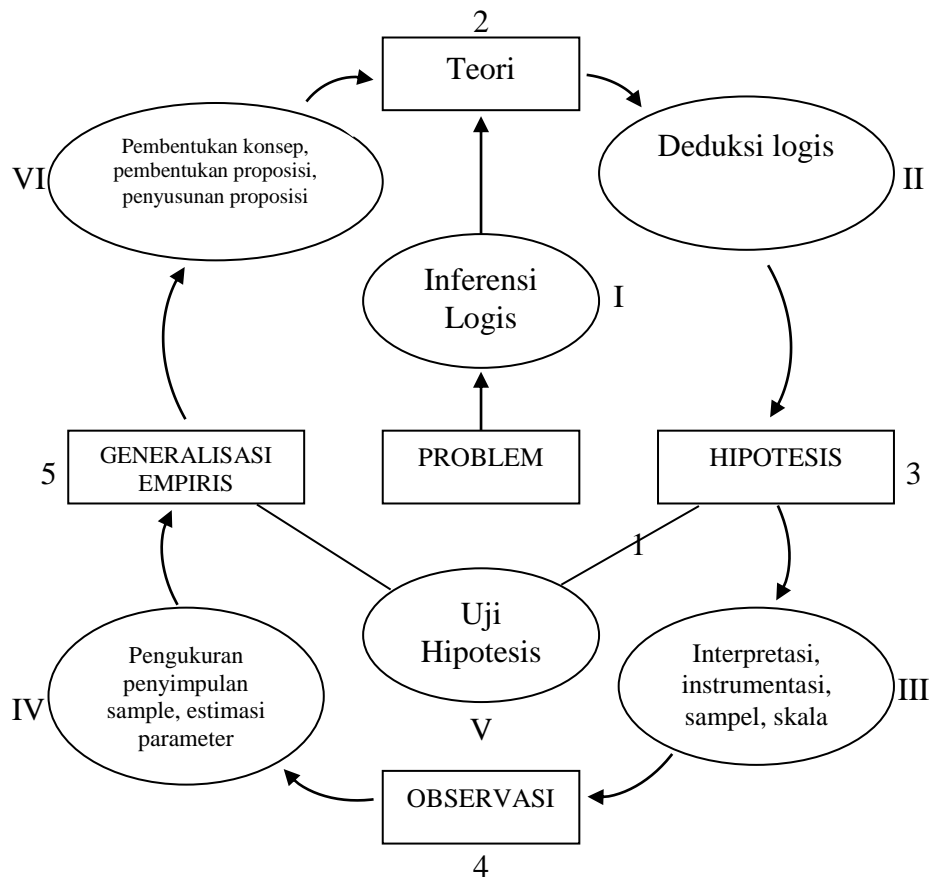 2
Teori
Pembentukan konsep,
pembentukan proposisi,
penyusunan proposisi
VI
Deduksi logis
II
Inferensi
Logis
I
5
GENERALISASI
EMPIRIS
PROBLEM
HIPOTESIS
3
1
Uji
Hipotesis
V
IV
Pengukuran
penyimpulan
sample, estimasi
parameter
Interpretasi,
instrumentasi,
sampel, skala
III
OBSERVASI
4